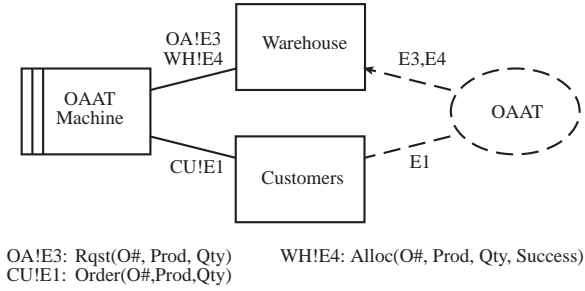 OA!E3
WH!E4
Warehouse
E3,E4
OAAT
Machine
OAAT
CU!E1
Customers
E1
OA!E3: Rqst(O#, Prod, Qty)
WH!E4: Alloc(O#, Prod, Qty, Success)
CU!E1: Order(O#,Prod,Qty)